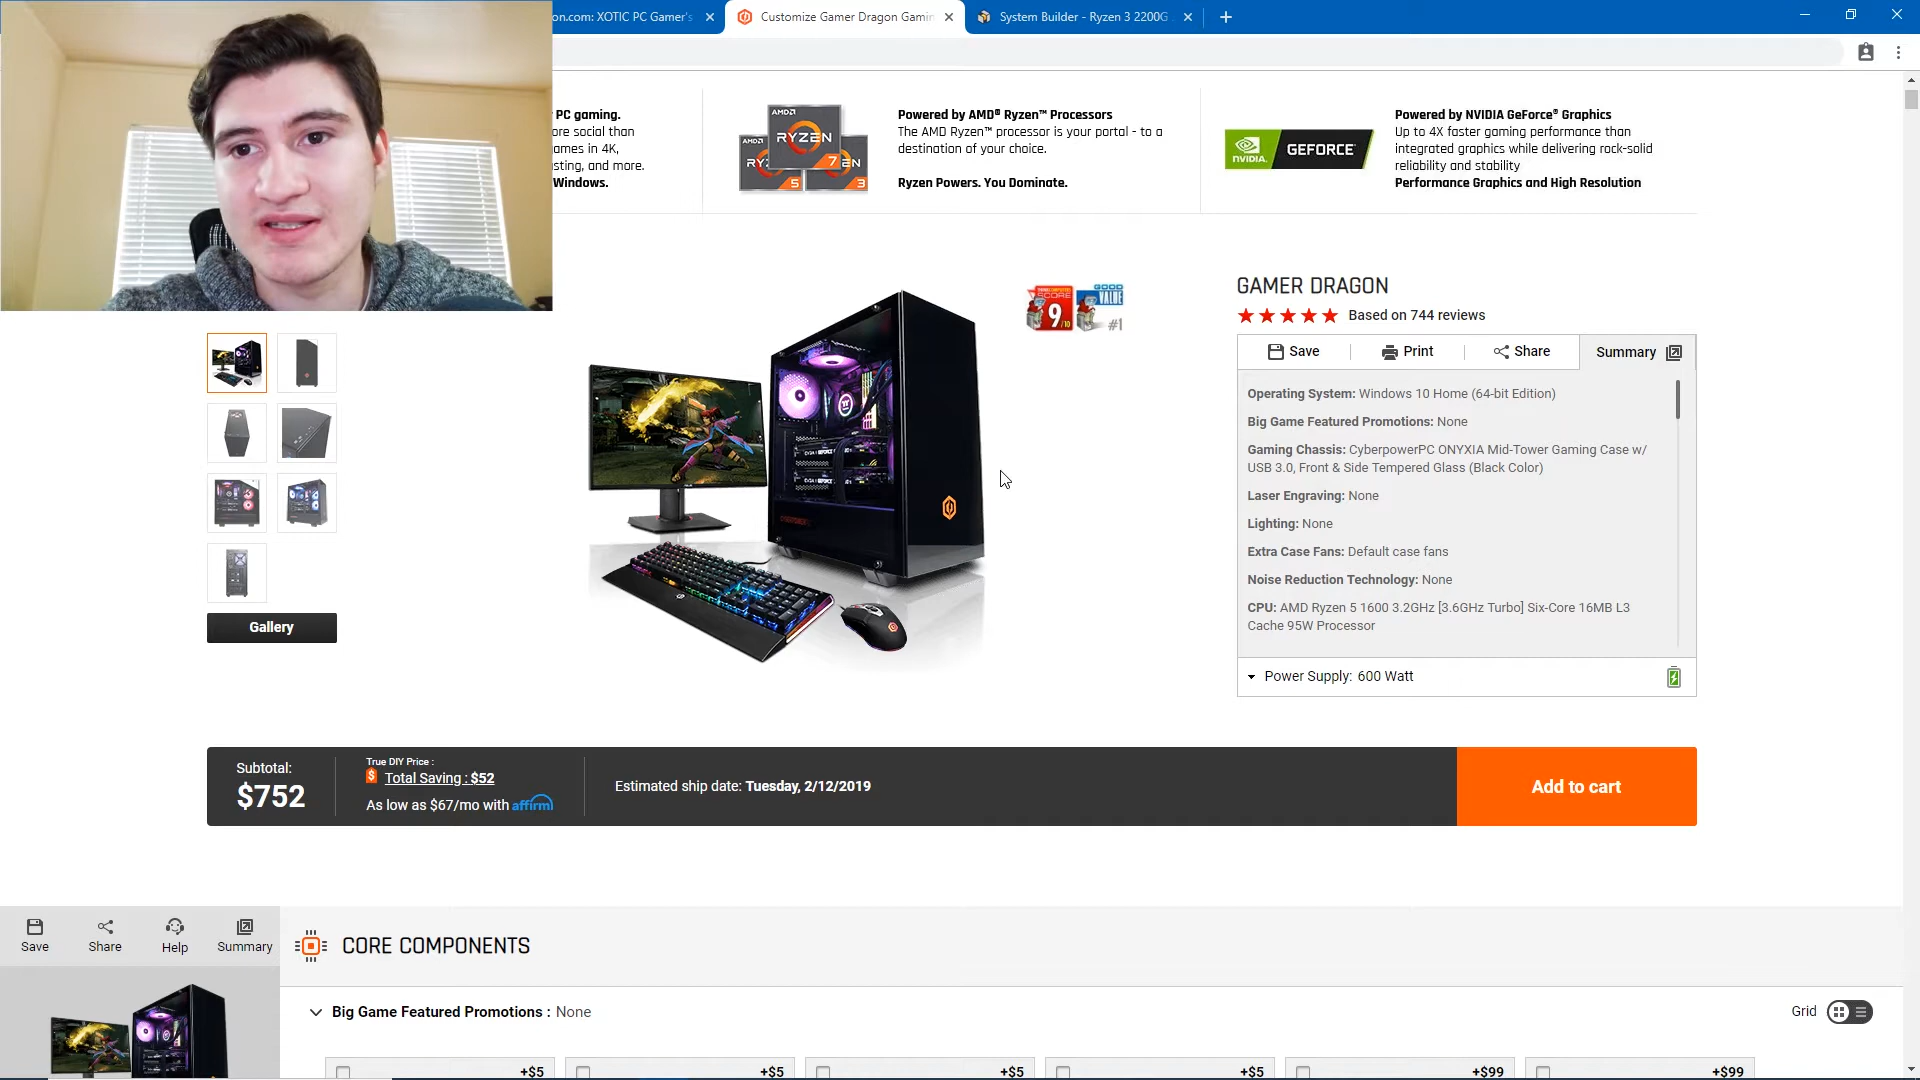 on.com: XOTIC PC Gamer's
Customize Gamer Dragon Gamin
System Builder - Ryzen 3 2200G
PC gaming.
ore social than
ames in 4K,
sting, and more.
Windows.
AMD
RYZEN
7
5
3
Powered by AMD® Ryzen™ Processors
The AMD Ryzen™ processor is your portal - to a
destination of your choice.
Ryzen Powers. You Dominate.
NVIDIA.
GEFORCE
Powered by NVIDIA GeForce® Graphics
Up to 4X faster gaming performance than
integrated graphics while delivering rock-solid
reliability and stability
Performance Graphics and High Resolution
SCORE
9/10
GOOD
VALUE
#1
GAMER DRAGON
Based on 744 reviews
Save
Print
Share
Summary
Operating System: Windows 10 Home (64-bit Edition)
Big Game Featured Promotions: None
Gaming Chassis: CyberpowerPC ONYXIA Mid-Tower Gaming Case w/
USB 3.0, Front & Side Tempered Glass (Black Color)
Laser Engraving: None
Lighting: None
Extra Case Fans: Default case fans
Noise Reduction Technology: None
CPU: AMD Ryzen 5 1600 3.2GHz [3.6GHz Turbo] Six-Core 16MB L3
Cache 95W Processor
Power Supply: 600 Watt
Gallery
Subtotal:
$752
True DIY Price :
Total Saving : $52
As low as $67/mo with affirm
Estimated ship date: Tuesday, 2/12/2019
Add to cart
Save
Share
Help
Summary
CORE COMPONENTS
Big Game Featured Promotions : None
Grid
+$5
+$5
+$5
+$5
+$99
+$99